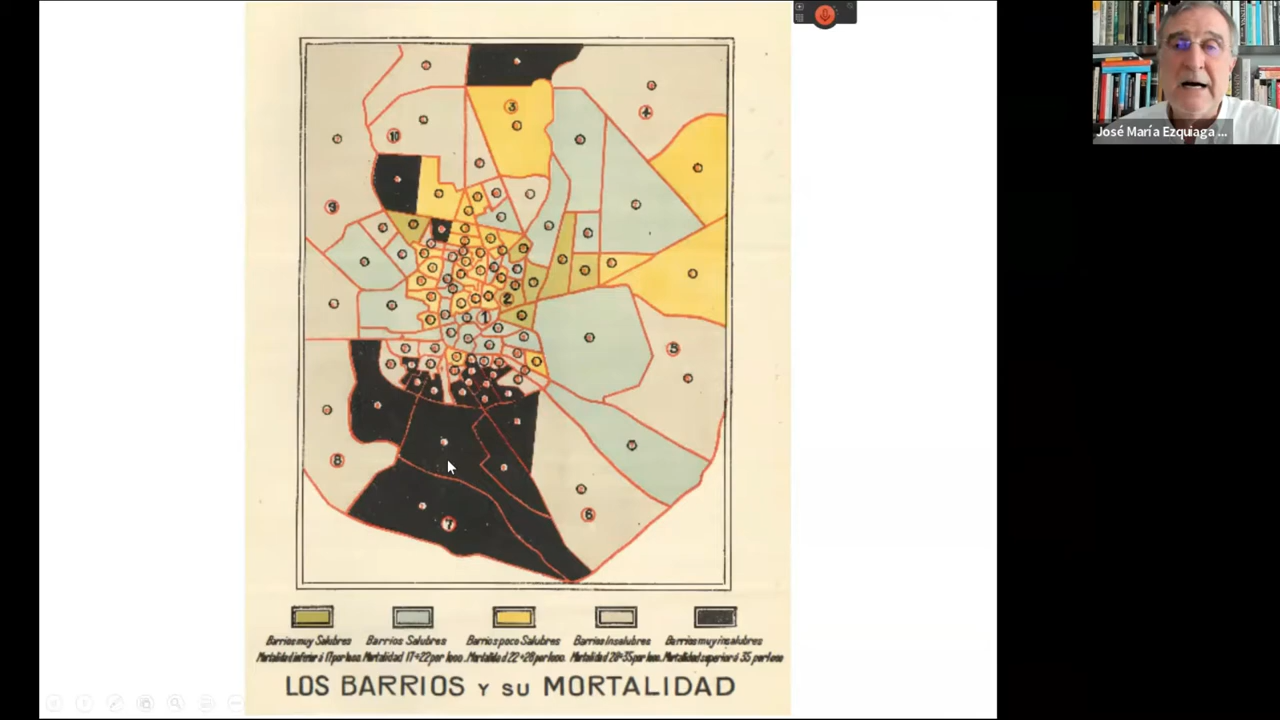 José María Ezquiaga ...
10
3
4
9
2
1
5
8
6
7
Barrios muy Salubres
Barrios Salubres
Barrios poco Salubres
Barrios Insalubres
Barrios muy insalubres
Mortalidad inferior á 17 por 1000.
Mortalidad 17 á 22 por 1000.
Mortalidad 22 á 28 por 1000.
Mortalidad 28 á 35 por 1000.
Mortalidad superior á 35 por 1000
LOS BARRIOS Y SU MORTALIDAD